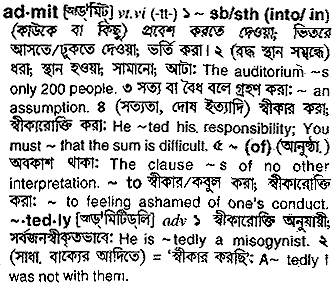 ad·mit [অ্যাড্‌'মিট্‌] vt.vi (-tt-) ১ ~ sb/sth (into/ in)
(কাউকে বা কিছু) প্রবেশ করতে দেওয়া; ভিতরে
আসতে/ঢুকতে দেওয়া; ভর্তি করা। ২ (বদ্ধ স্থান সম্বন্ধে)
ধরা; স্থান হওয়া; সামানো; আটা: The auditorium ~s
only 200 people. ৩ সত্য বা বৈধ বলে গ্রহণ করা: ~ an
assumption. ৪ (সত্যতা, দোষ ইত্যাদি) স্বীকার করা;
স্বীকারোক্তি করা: He ~ted his responsibility; You
must ~ that the sum is difficult. ৫ ~ (of) (আনুষ্ঠা.)
অবকাশ থাকা: The clause ~s of no other
interpretation. ~ to স্বীকার/কবুল করা; স্বীকারোক্তি
করা: ~ to feeling ashamed of one's conduct.
~·ted·ly [অ্যাড্‌'মিটিড্‌লি] adv ১ স্বীকারোক্তি অনুযায়ী;
সর্বজনস্বীকৃতভাবে: He is ~tedly a misogynist. ২
(সাধা. বাক্যের আদিতে) = 'স্বীকার করছি': A~ tedly I
was not with them.